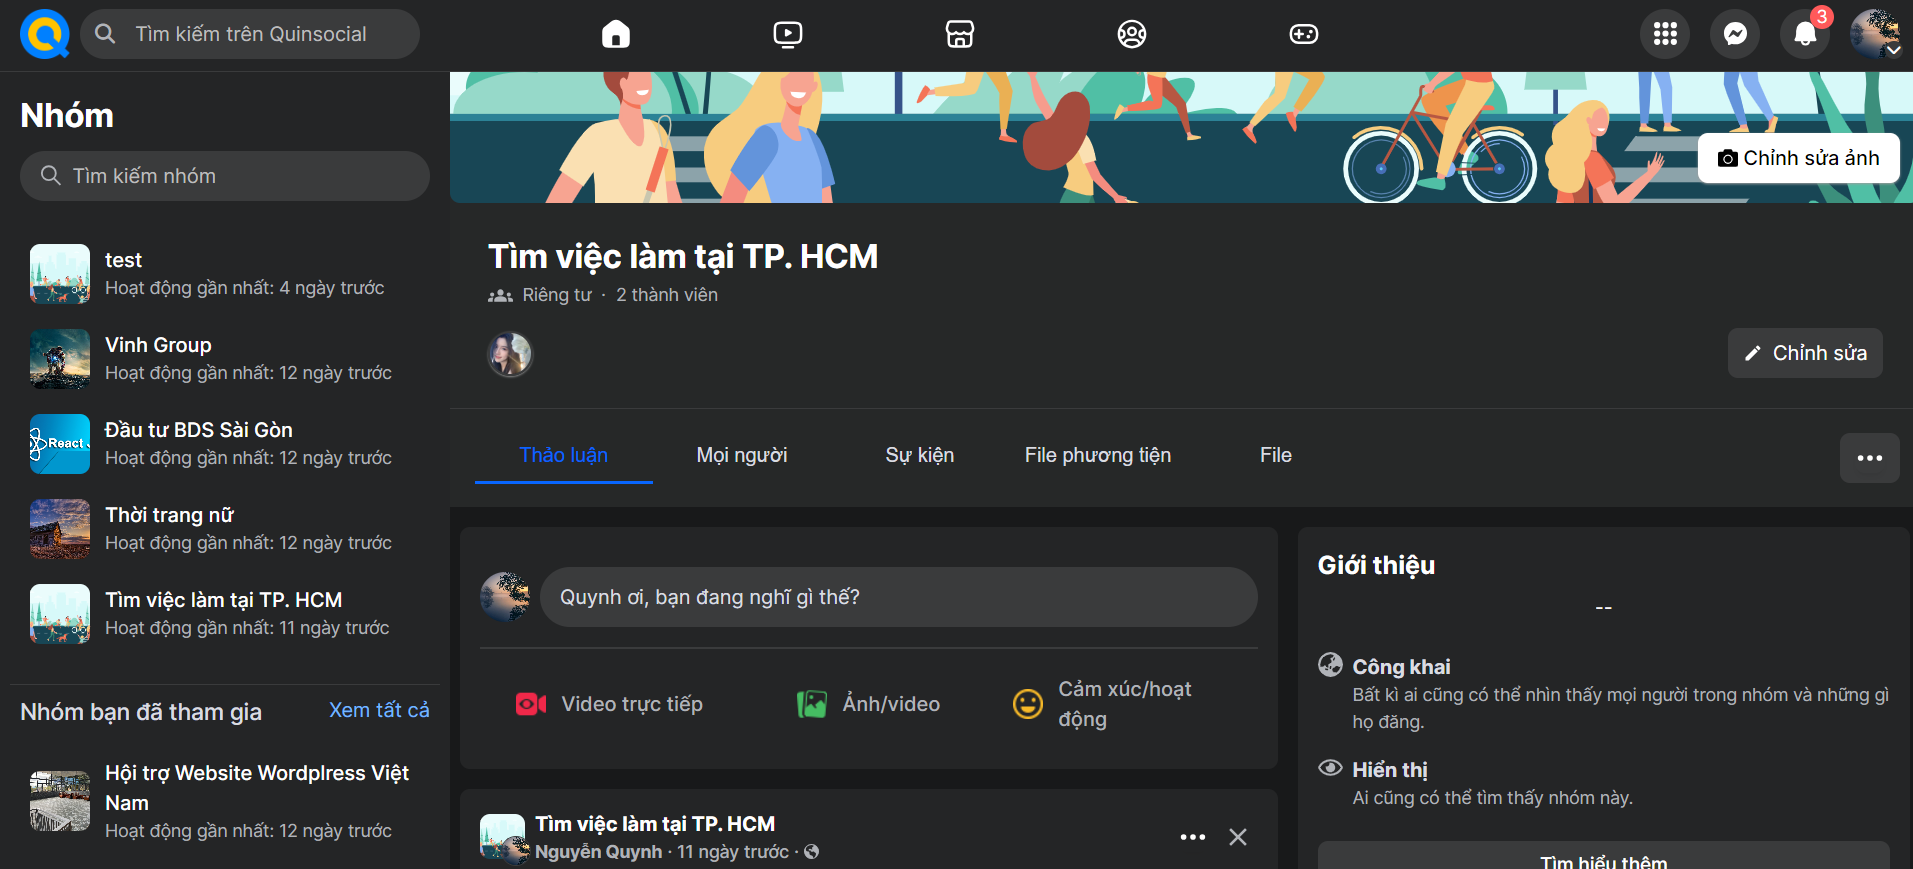 Tìm kiếm trên Quinsocial
3
Nhóm
Tìm kiếm nhóm
test
Hoạt động gần nhất: 4 ngày trước
Vinh Group
Hoạt động gần nhất: 12 ngày trước
React
Đầu tư BDS Sài Gòn
Hoạt động gần nhất: 12 ngày trước
Thời trang nữ
Hoạt động gần nhất: 12 ngày trước
Tìm việc làm tại TP. HCM
Hoạt động gần nhất: 11 ngày trước
Nhóm bạn đã tham gia
Xem tất cả
Hội trợ Website Wordplress Việt
Nam
Hoạt động gần nhất: 12 ngày trước
Chỉnh sửa ảnh
Tìm việc làm tại TP. HCM
Riêng tư · 2 thành viên
Chỉnh sửa
Thảo luận
Mọi người
Sự kiện
File phương tiện
File
Quynh ơi, bạn đang nghĩ gì thế?
Video trực tiếp
Ảnh/video
Cảm xúc/hoạt
động
Tìm việc làm tại TP. HCM
Nguyễn Quynh · 11 ngày trước ·
Giới thiệu
--
Công khai
Bất kì ai cũng có thể nhìn thấy mọi người trong nhóm và những gì
họ đăng.
Hiển thị
Ai cũng có thể tìm thấy nhóm này.
Tìm hiểu thêm